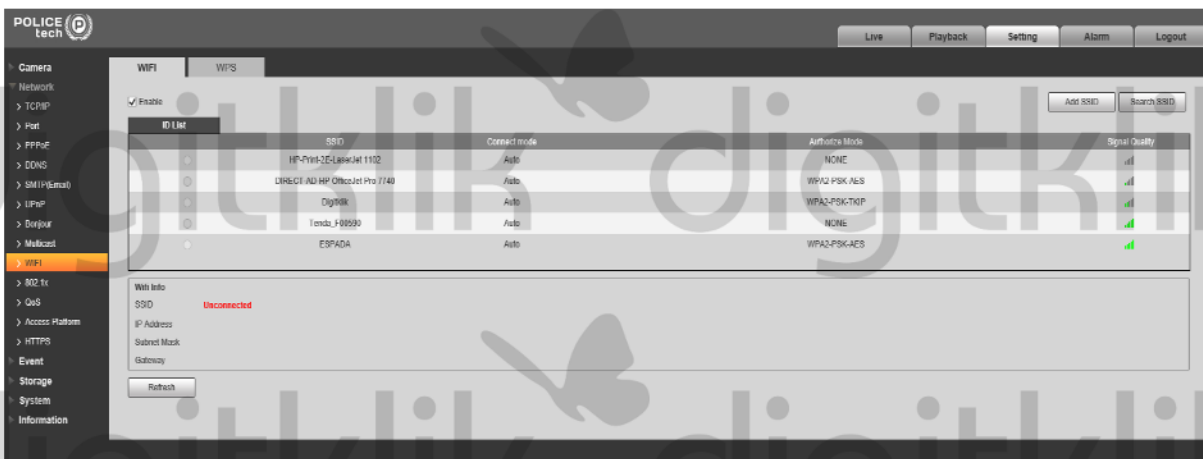 POLICE
tech
Live Playback Setting Alarm Logout
Camera
Network
TCP/IP
Port
PPPoE
DDNS
SMTP(Email)
UPnP
Bonjour
Multicast
WIFI
802.1x
QoS
Access Platform
HTTPS
Event
Storage
System
Information
WIFI WPS
Enable
Add SSID Search SSID
ID List
SSID Connect mode Authorize Mode Signal Quality
HP-Print-2E-LaserJet 1102 Auto NONE
DIRECT-AD-HP OfficeJet Pro 7740 Auto WPA2-PSK-AES
Digitklik Auto WPA2-PSK-TKIP
Tenda_F00590 Auto NONE
ESPADA Auto WPA2-PSK-AES
Wifi Info
SSID Unconnected
IP Address
Subnet Mask
Gateway
Refresh
digitklik digitklik
digitklik digitklik